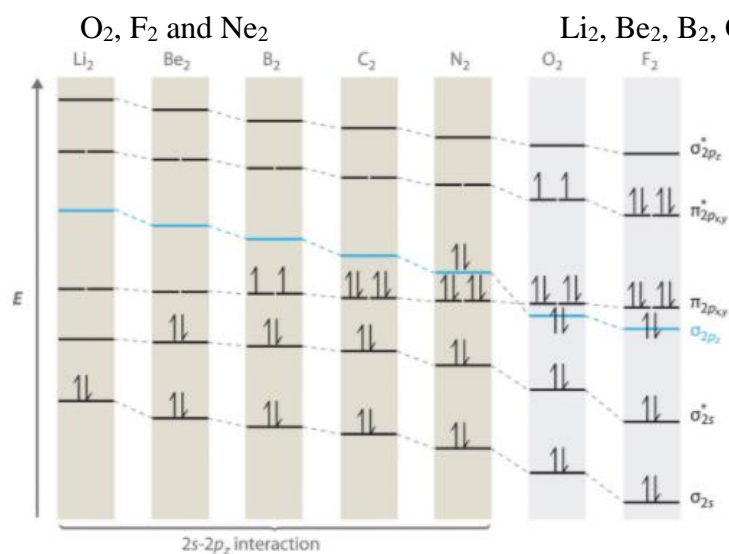 O₂, F₂ and Ne₂ Li₂, Be₂, B₂,
Li₂ Be₂ B₂ C₂ N₂ O₂ F₂
σ*2pz
π*2px,y
E
π2px,y
σ2pz
σ*2s
σ2s
2s-2pz interaction